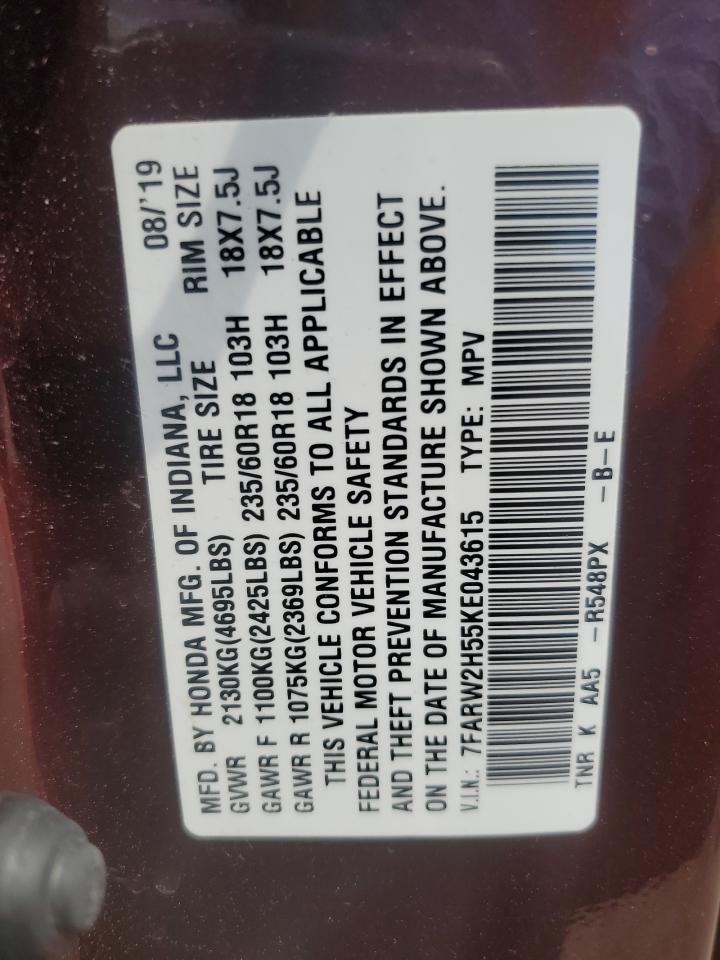 MFD. BY HONDA MFG. OF INDIANA, LLC 08/'19
GVWR 2130KG(4695LBS) TIRE SIZE RIM SIZE
GAWR F 1100KG(2425LBS) 235/60R18 103H 18X7.5J
GAWR R 1075KG(2369LBS) 235/60R18 103H 18X7.5J
THIS VEHICLE CONFORMS TO ALL APPLICABLE
FEDERAL MOTOR VEHICLE SAFETY
AND THEFT PREVENTION STANDARDS IN EFFECT
ON THE DATE OF MANUFACTURE SHOWN ABOVE.
V.I.N.: 7FARW2H55KE043615 TYPE: MPV
TNR K AA5 -R548PX -B-E